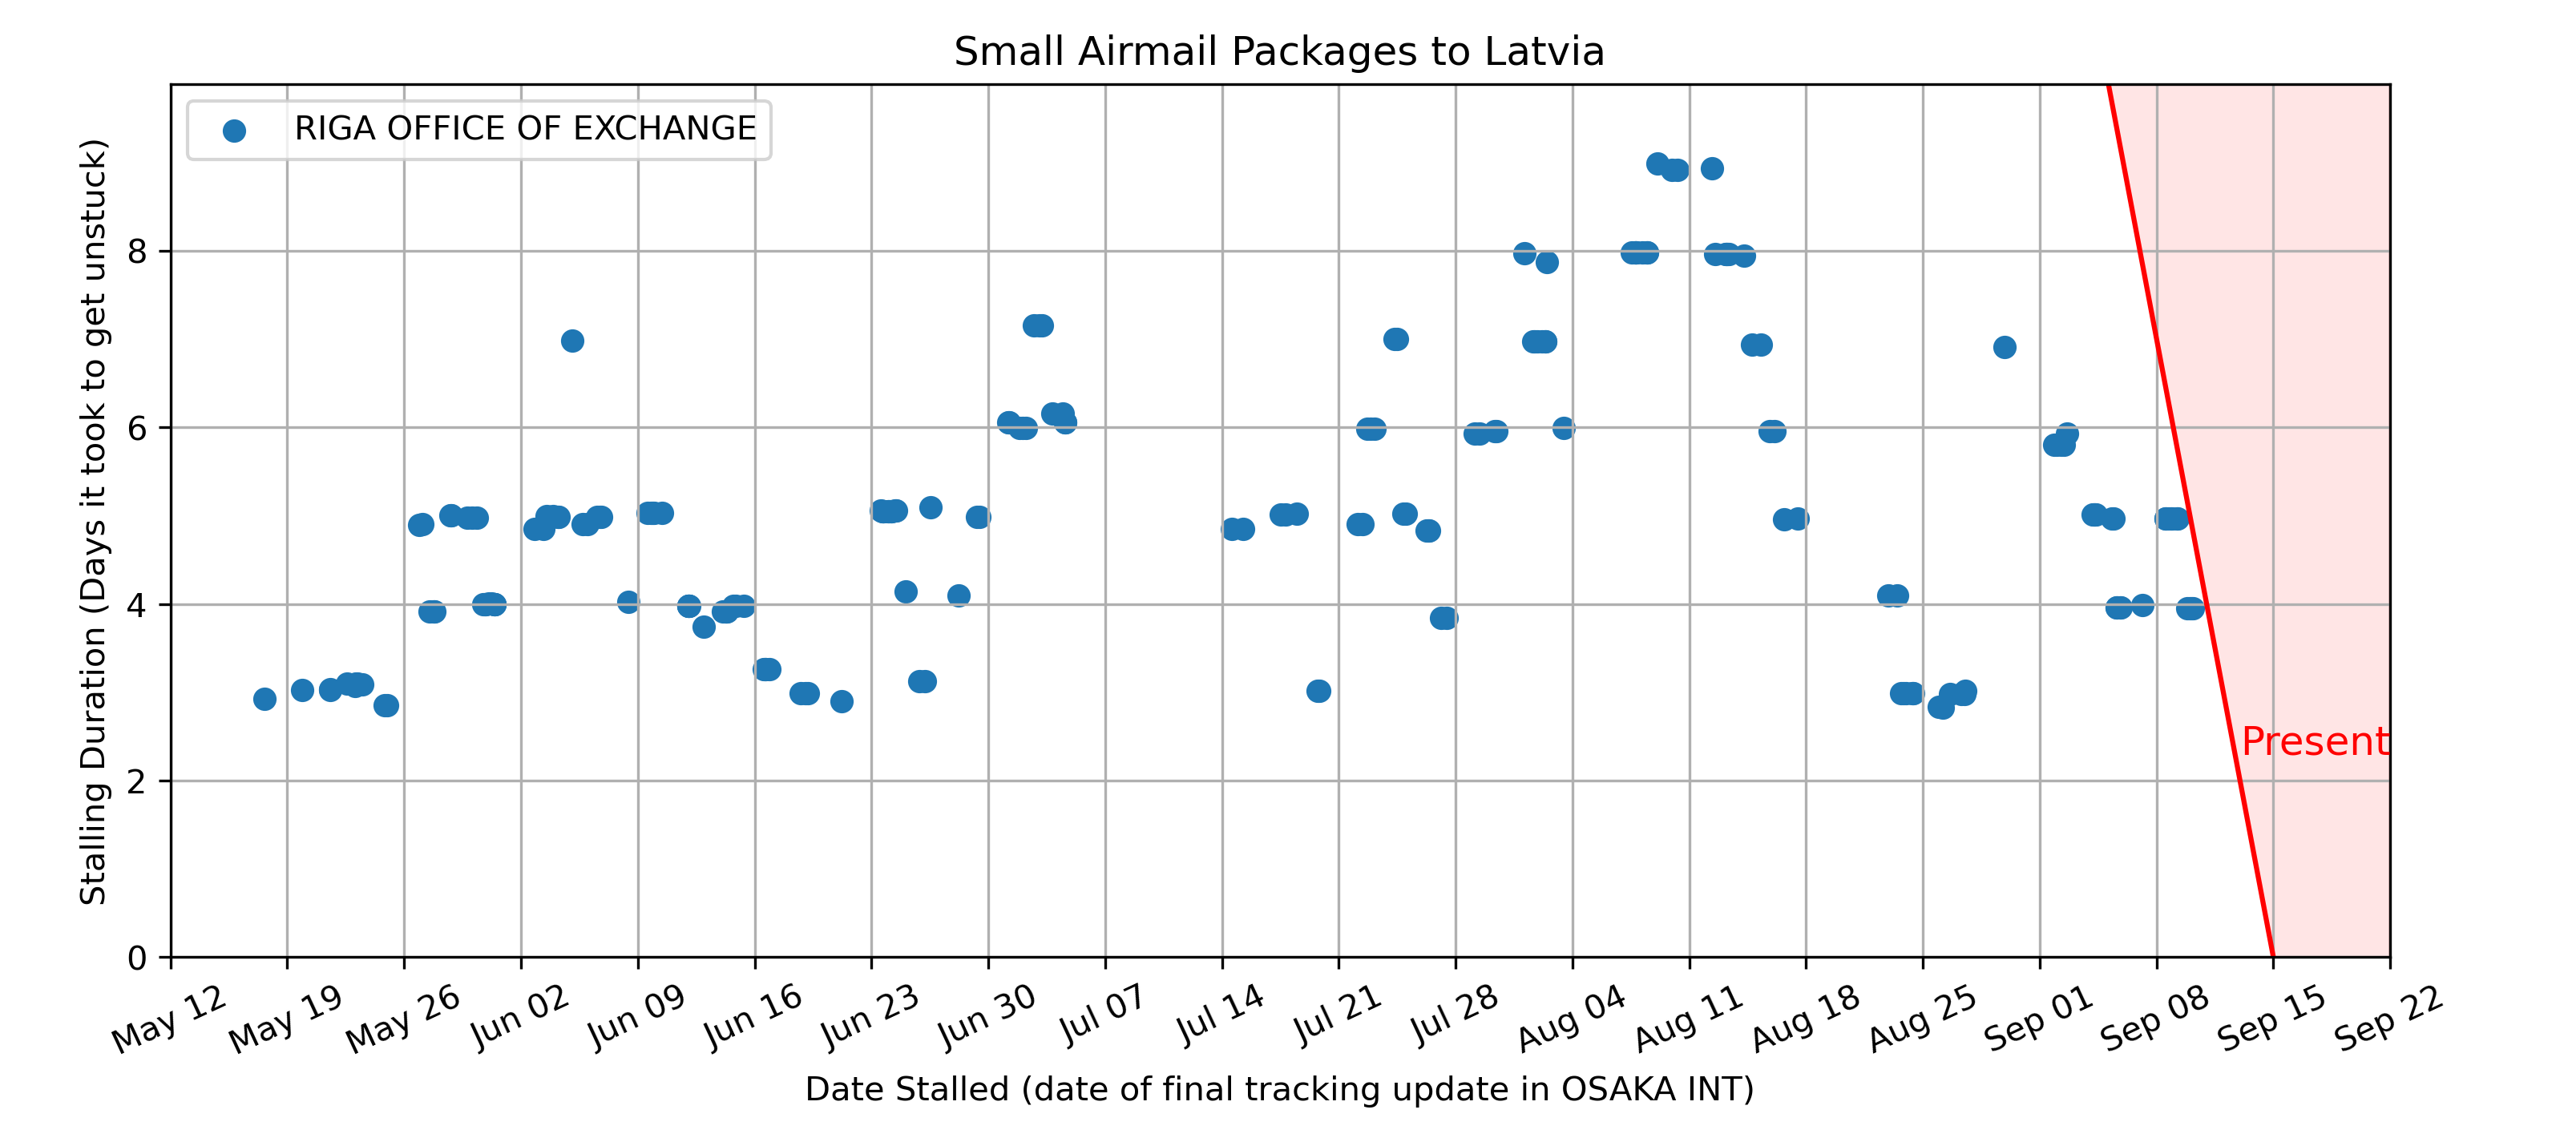 Small Airmail Packages to Latvia
RIGA OFFICE OF EXCHANGE
Stalling Duration (Days it took to get unstuck)
8
6
4
2
0
Present
May 12
May 19
May 26
Jun 02
Jun 09
Jun 16
Jun 23
Jun 30
Jul 07
Jul 14
Jul 21
Jul 28
Aug 04
Aug 11
Aug 18
Aug 25
Sep 01
Sep 08
Sep 15
Sep 22
Date Stalled (date of final tracking update in OSAKA INT)